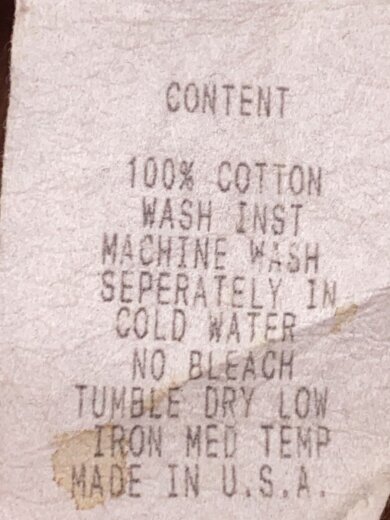 CONTENT
100% COTTON
WASH INST
MACHINE WASH
SEPERATELY IN
COLD WATER
NO BLEACH
TUMBLE DRY LOW
IRON MED TEMP
MADE IN U.S.A.